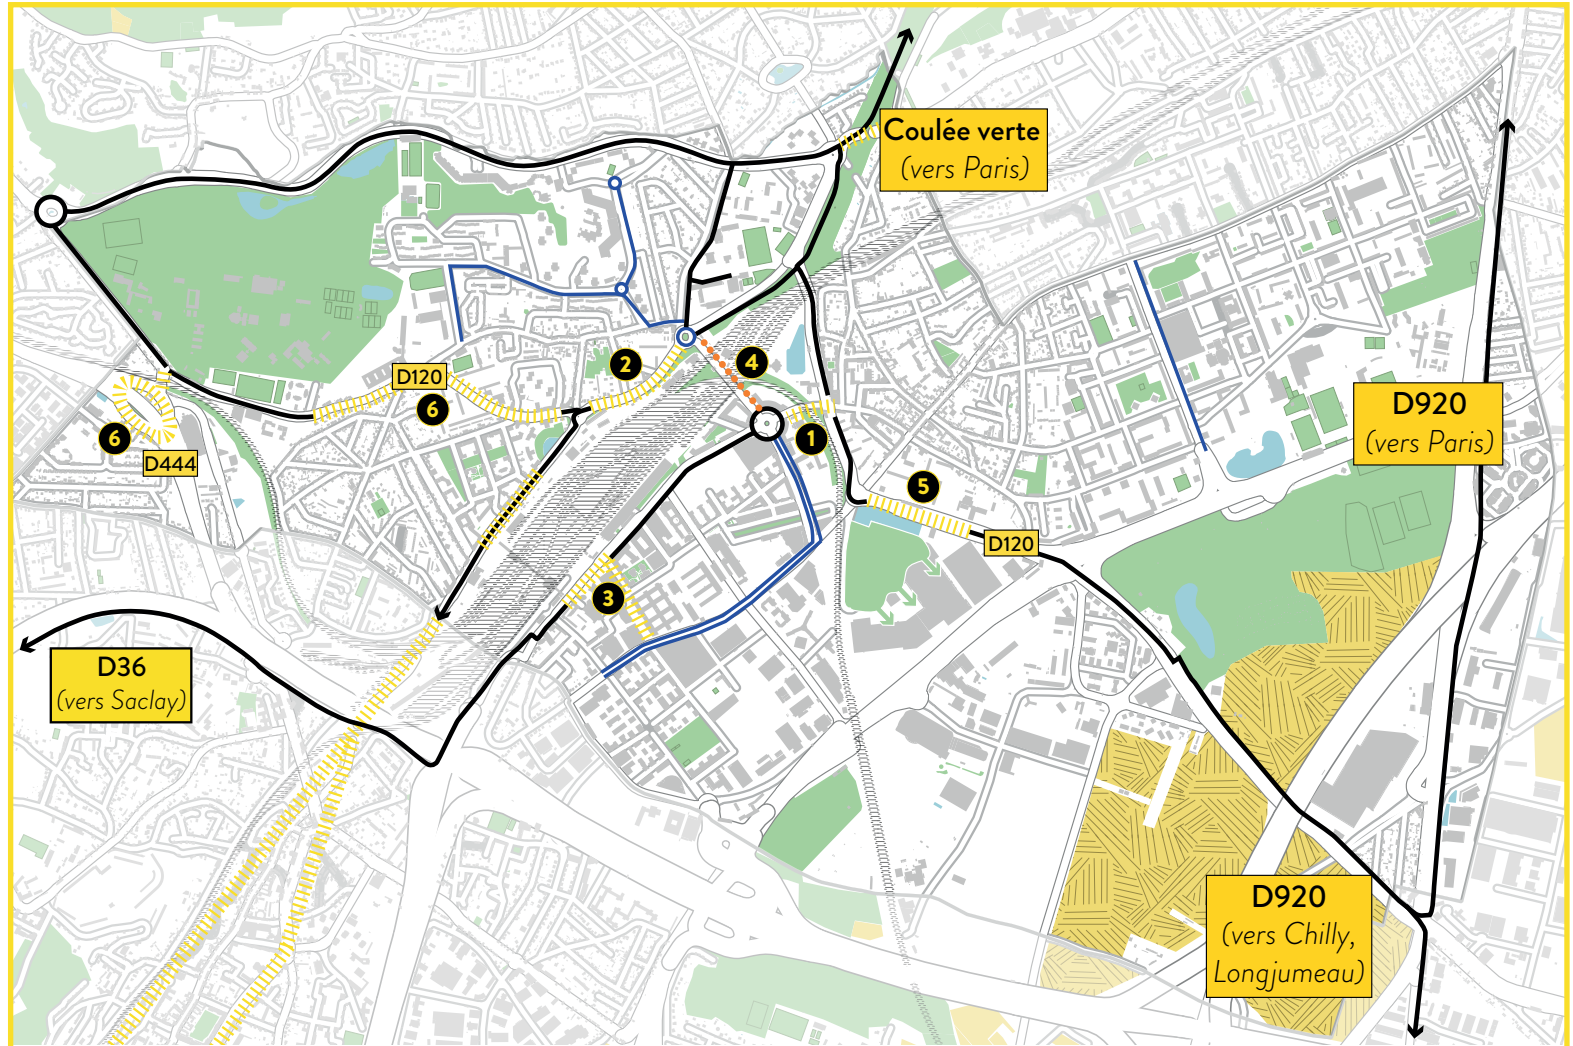 Coulée verte
(vers Paris)
D120
6
2
4
1
6
D444
D920
(vers Paris)
5
D120
3
D36
(vers Saclay)
D920
(vers Chilly,
Longjumeau)